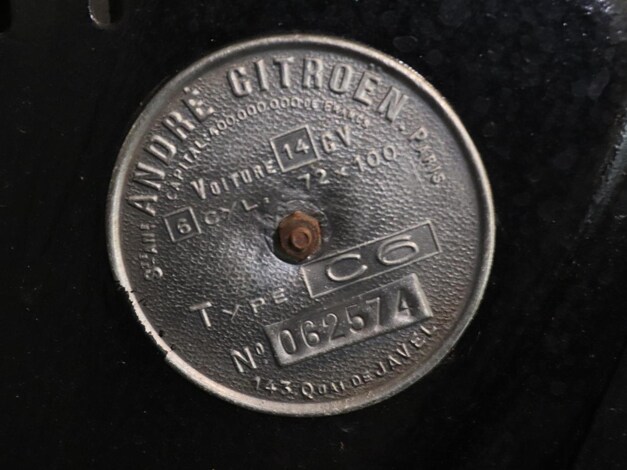 Sté Ame ANDRÉ CITROËN. PARIS
CAPITAL: 400.000.000 DE FRANCS
VOITURE 14 CV
6 CYL. 72 × 100
TYPE C6
No. 062574
143 QUAI DE JAVEL